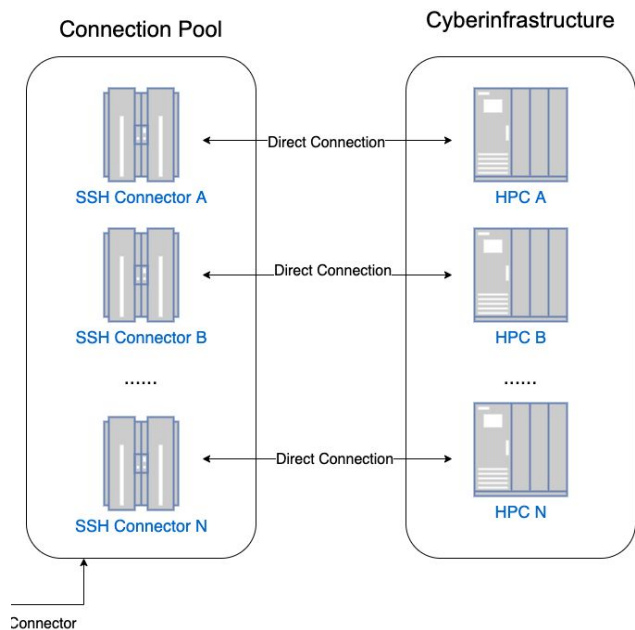 Connection Pool
Cyberinfrastructure
Direct Connection
SSH Connector A
HPC A
Direct Connection
SSH Connector B
HPC B
......
......
Direct Connection
SSH Connector N
HPC N
Connector